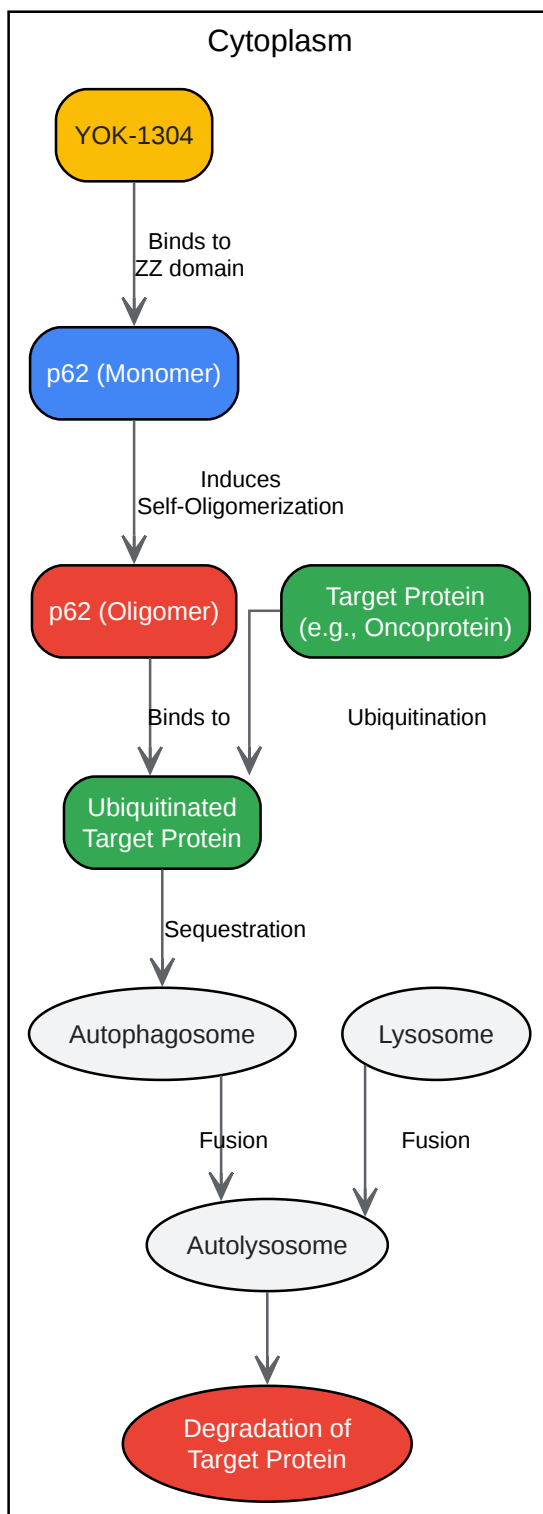 Cytoplasm
YOK-1304
Binds to
ZZ domain
p62 (Monomer)
Induces
Self-Oligomerization
p62 (Oligomer)
Target Protein
(e.g., Oncoprotein)
Binds to
Ubiquitination
Ubiquitinated
Target Protein
Sequestration
Autophagosome
Lysosome
Fusion
Fusion
Autolysosome
Degradation of
Target Protein